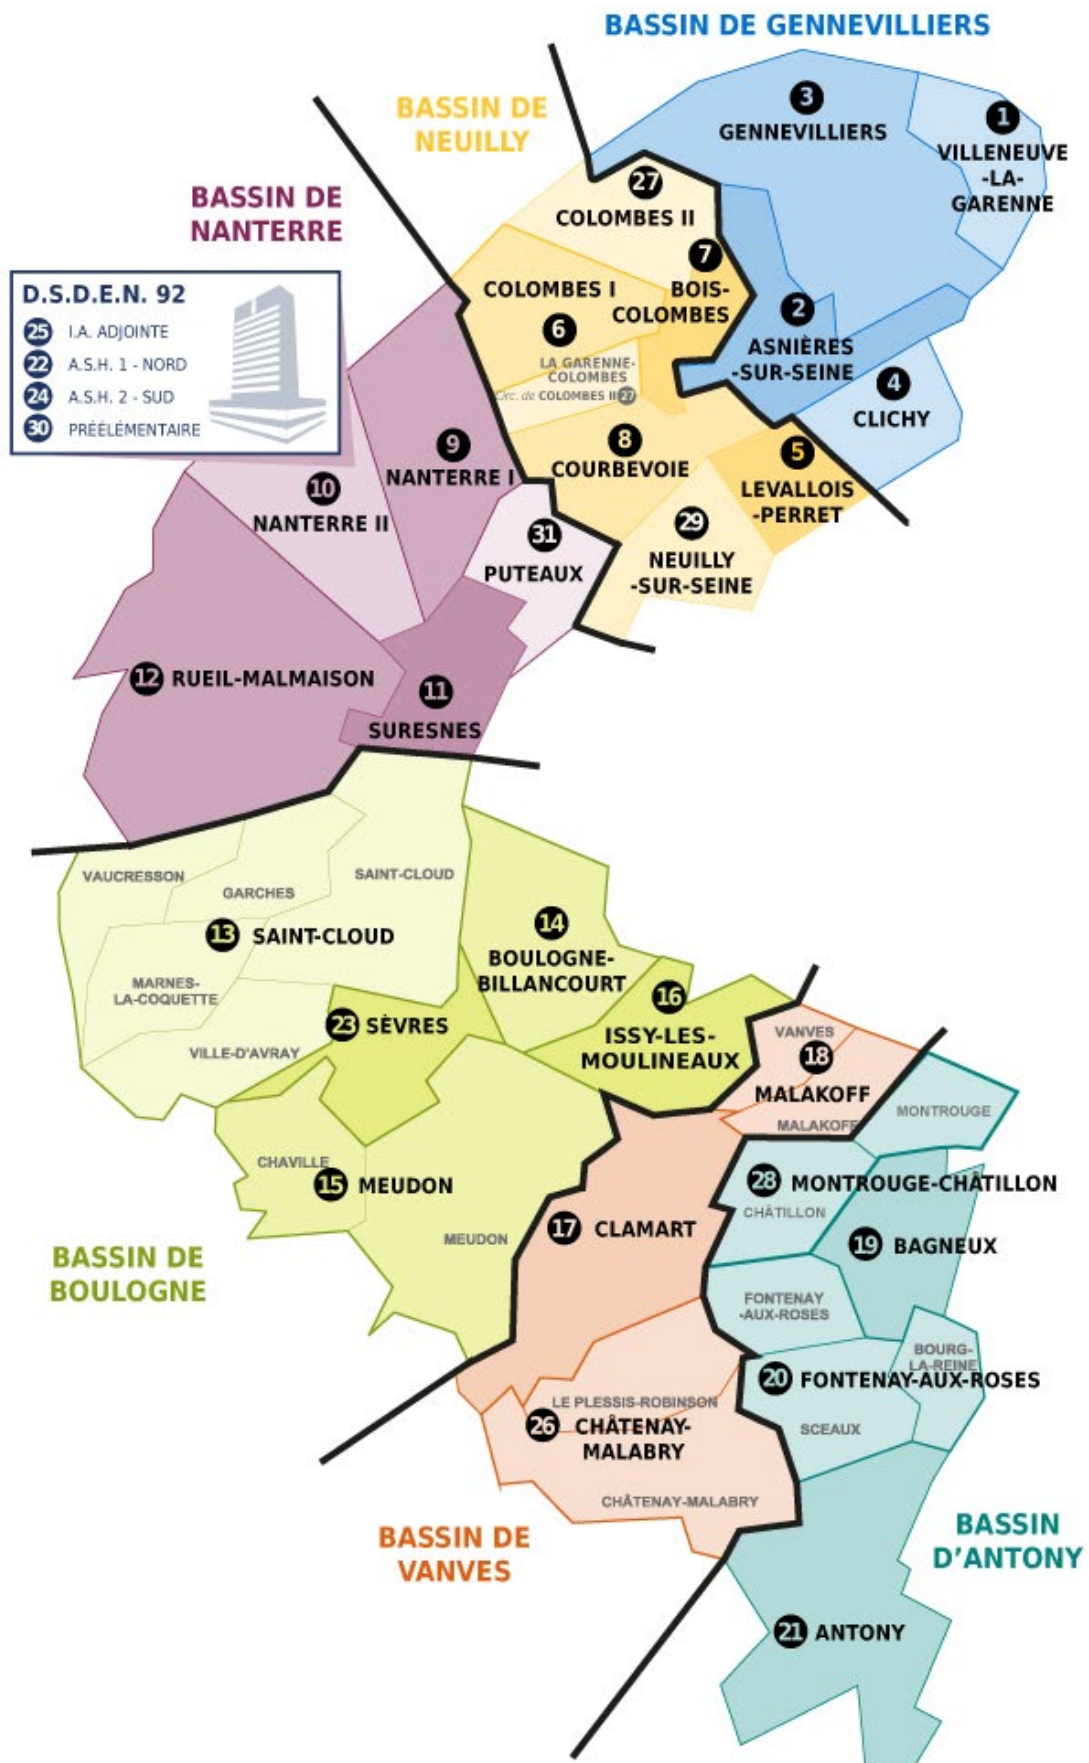 BASSIN DE GENNEVILLIERS
BASSIN DE
NEUILLY
3
GENNEVILLIERS
1
VILLENEUVE
-LA-
GARENNE
BASSIN DE
NANTERRE
27
COLOMBES II
7
BOIS-
COLOMBES
COLOMBES I
6
2
ASNIÈRES
-SUR-SEINE
LA GARENNE-
COLOMBES
Circ. de COLOMBES II 27
4
CLICHY
D.S.D.E.N. 92
25 I.A. ADJOINTE
22 A.S.H. 1 - NORD
24 A.S.H. 2 - SUD
30 PRÉÉLÉMENTAIRE
9
NANTERRE I
8
COURBEVOIE
5
LEVALLOIS
-PERRET
10
NANTERRE II
31
PUTEAUX
29
NEUILLY
-SUR-SEINE
12 RUEIL-MALMAISON
11
SURESNES
VAUCRESSON
GARCHES
SAINT-CLOUD
13 SAINT-CLOUD
14
BOULOGNE-
BILLANCOURT
MARNES-
LA-COQUETTE
16
ISSY-LES-
MOULINEAUX
23 SÈVRES
VILLE-D'AVRAY
VANVES
18
MALAKOFF
MALAKOFF
MONTROUGE
CHAVILLE
15 MEUDON
MEUDON
28 MONTROUGE-CHÂTILLON
CHÂTILLON
17 CLAMART
19 BAGNEUX
BASSIN DE
BOULOGNE
FONTENAY
-AUX-ROSES
BOURG-
LA-REINE
20 FONTENAY-AUX-ROSES
SCEAUX
LE PLESSIS-ROBINSON
26 CHÂTENAY-
MALABRY
CHÂTENAY-MALABRY
BASSIN DE
VANVES
BASSIN
D'ANTONY
21 ANTONY